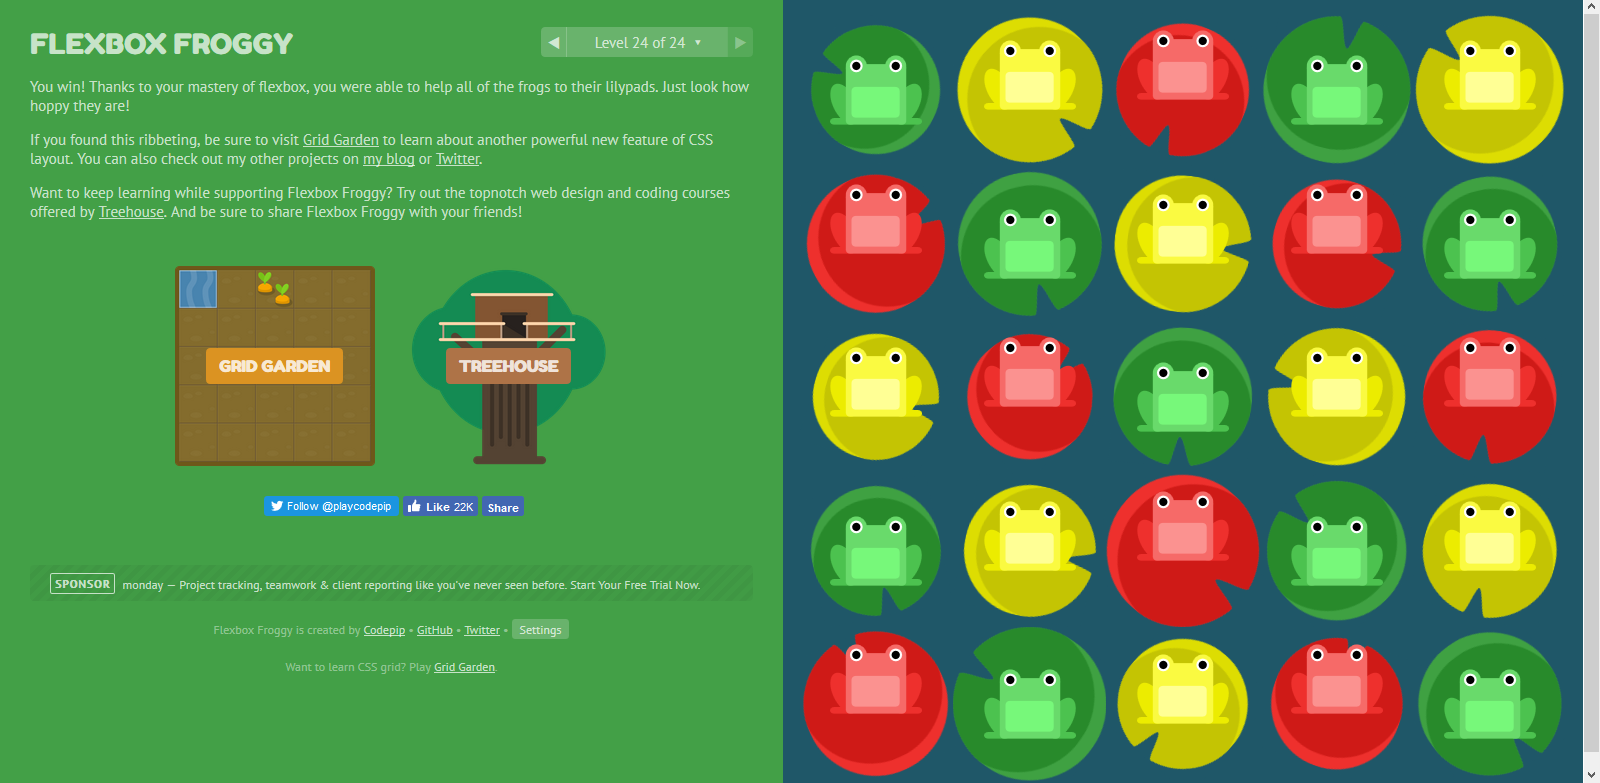 FLEXBOX FROGGY
◀ Level 24 of 24 ▼ ▶
You win! Thanks to your mastery of flexbox, you were able to help all of the frogs to their lilypads. Just look how
hoppy they are!
If you found this ribbeting, be sure to visit Grid Garden to learn about another powerful new feature of CSS
layout. You can also check out my other projects on my blog or Twitter.
Want to keep learning while supporting Flexbox Froggy? Try out the topnotch web design and coding courses
offered by Treehouse. And be sure to share Flexbox Froggy with your friends!
GRID GARDEN
TREEHOUSE
Follow @playcodepip
Like 22K
Share
SPONSOR monday — Project tracking, teamwork & client reporting like you've never seen before. Start Your Free Trial Now.
Flexbox Froggy is created by Codepip • GitHub • Twitter • Settings
Want to learn CSS grid? Play Grid Garden.